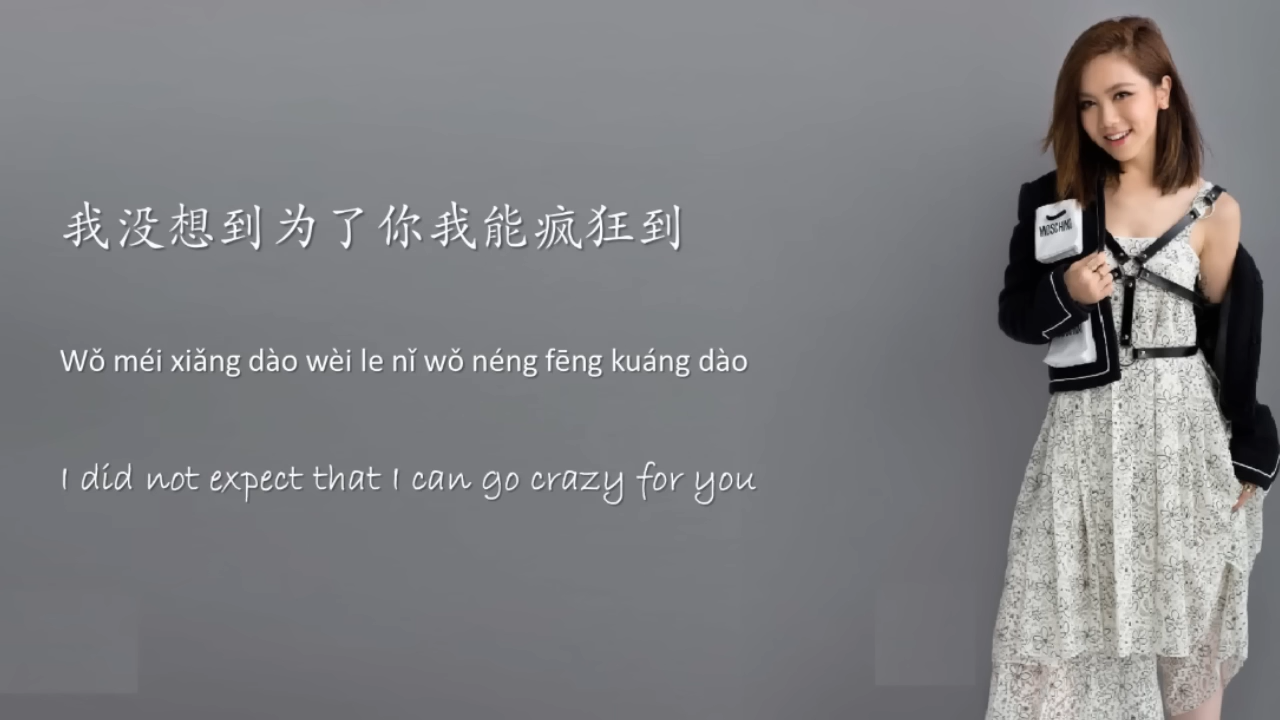 我没想到为了你我能疯狂到
Wǒ méi xiǎng dào wèi le nǐ wǒ néng fēng kuáng dào
I did not expect that I can go crazy for you
MOSCHINO